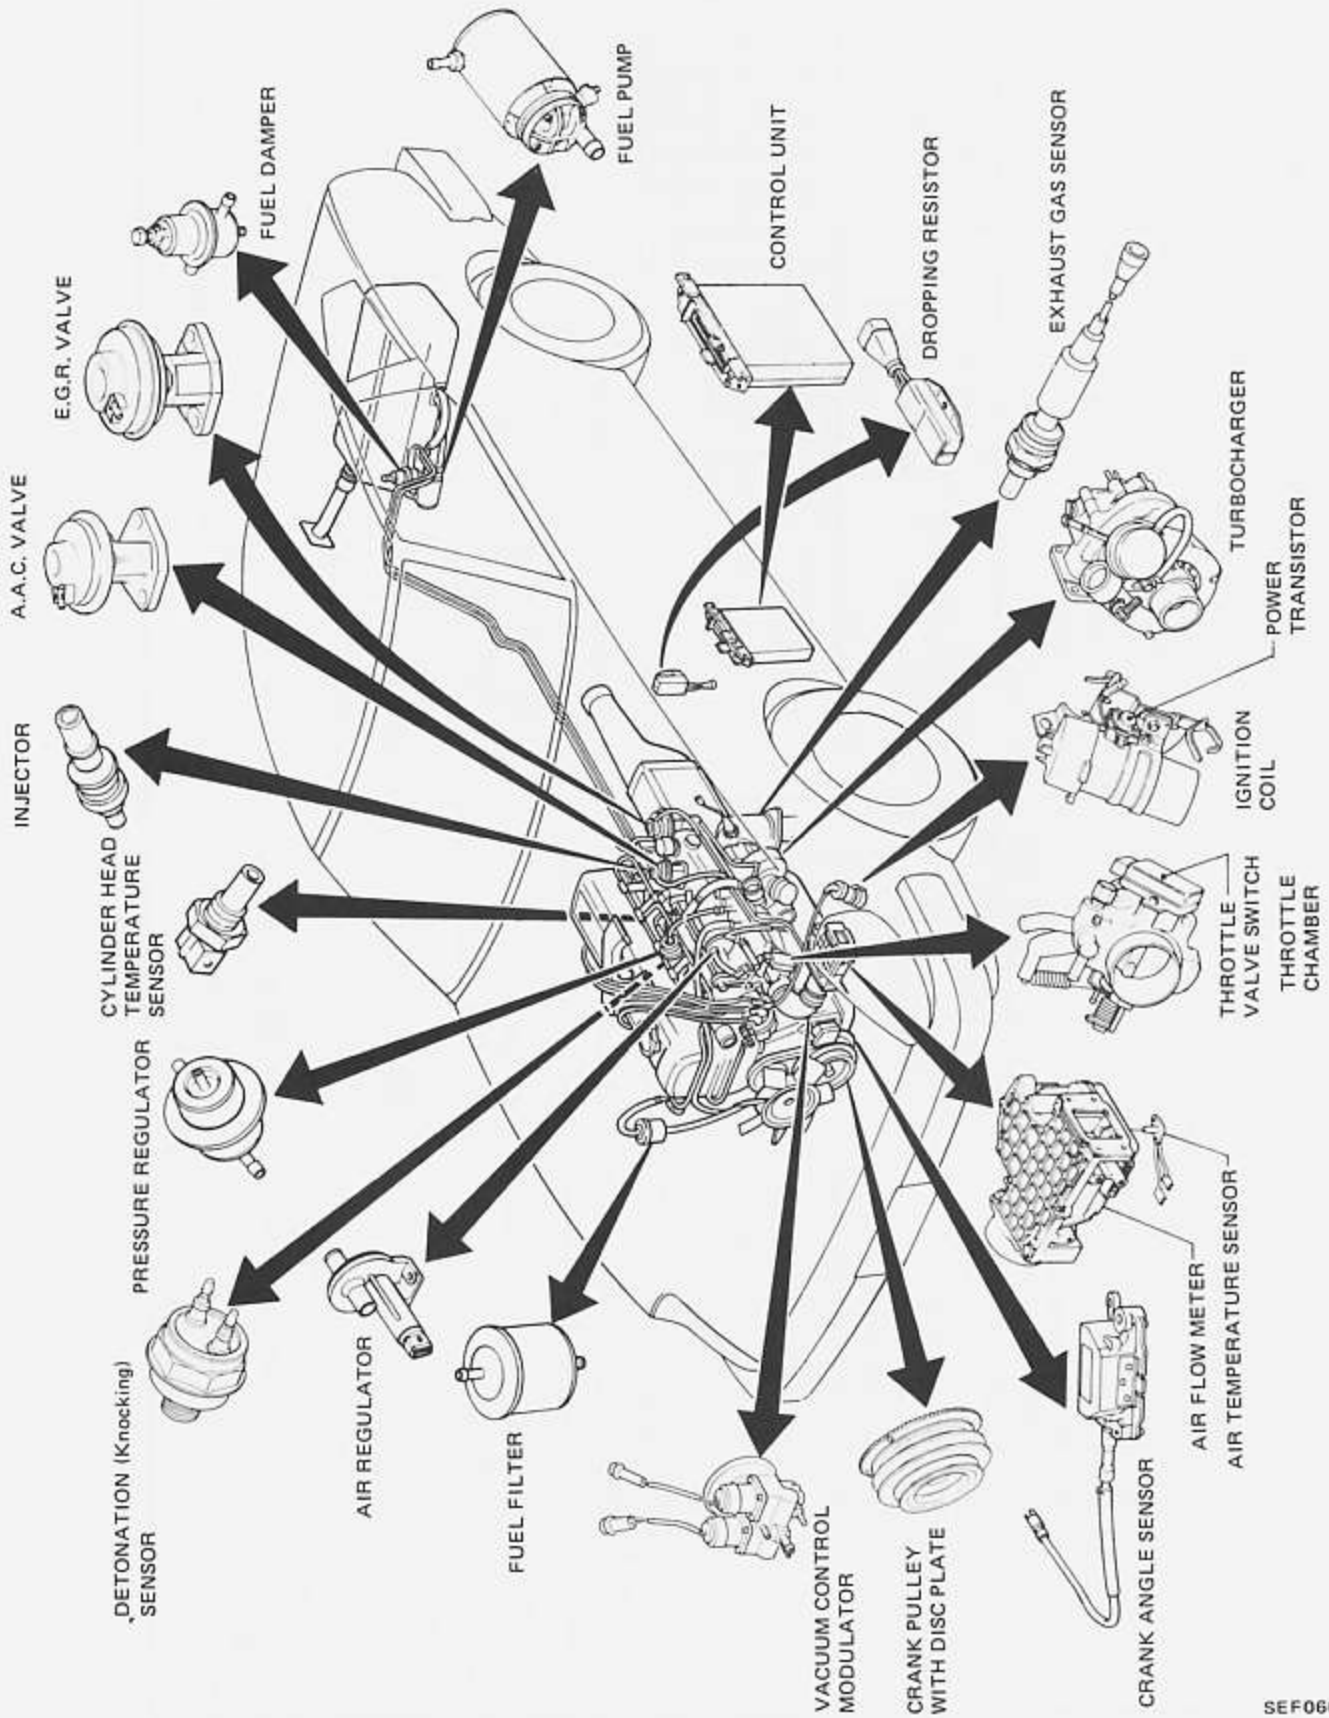 DETONATION (Knocking)
SENSOR
PRESSURE REGULATOR
CYLINDER HEAD
TEMPERATURE
SENSOR
INJECTOR
A.A.C. VALVE
E.G.R. VALVE
FUEL DAMPER
FUEL PUMP
AIR REGULATOR
FUEL FILTER
CONTROL UNIT
DROPPING RESISTOR
EXHAUST GAS SENSOR
TURBOCHARGER
POWER
TRANSISTOR
IGNITION
COIL
THROTTLE
VALVE SWITCH
THROTTLE
CHAMBER
AIR FLOW METER
AIR TEMPERATURE SENSOR
VACUUM CONTROL
MODULATOR
CRANK PULLEY
WITH DISC PLATE
CRANK ANGLE SENSOR